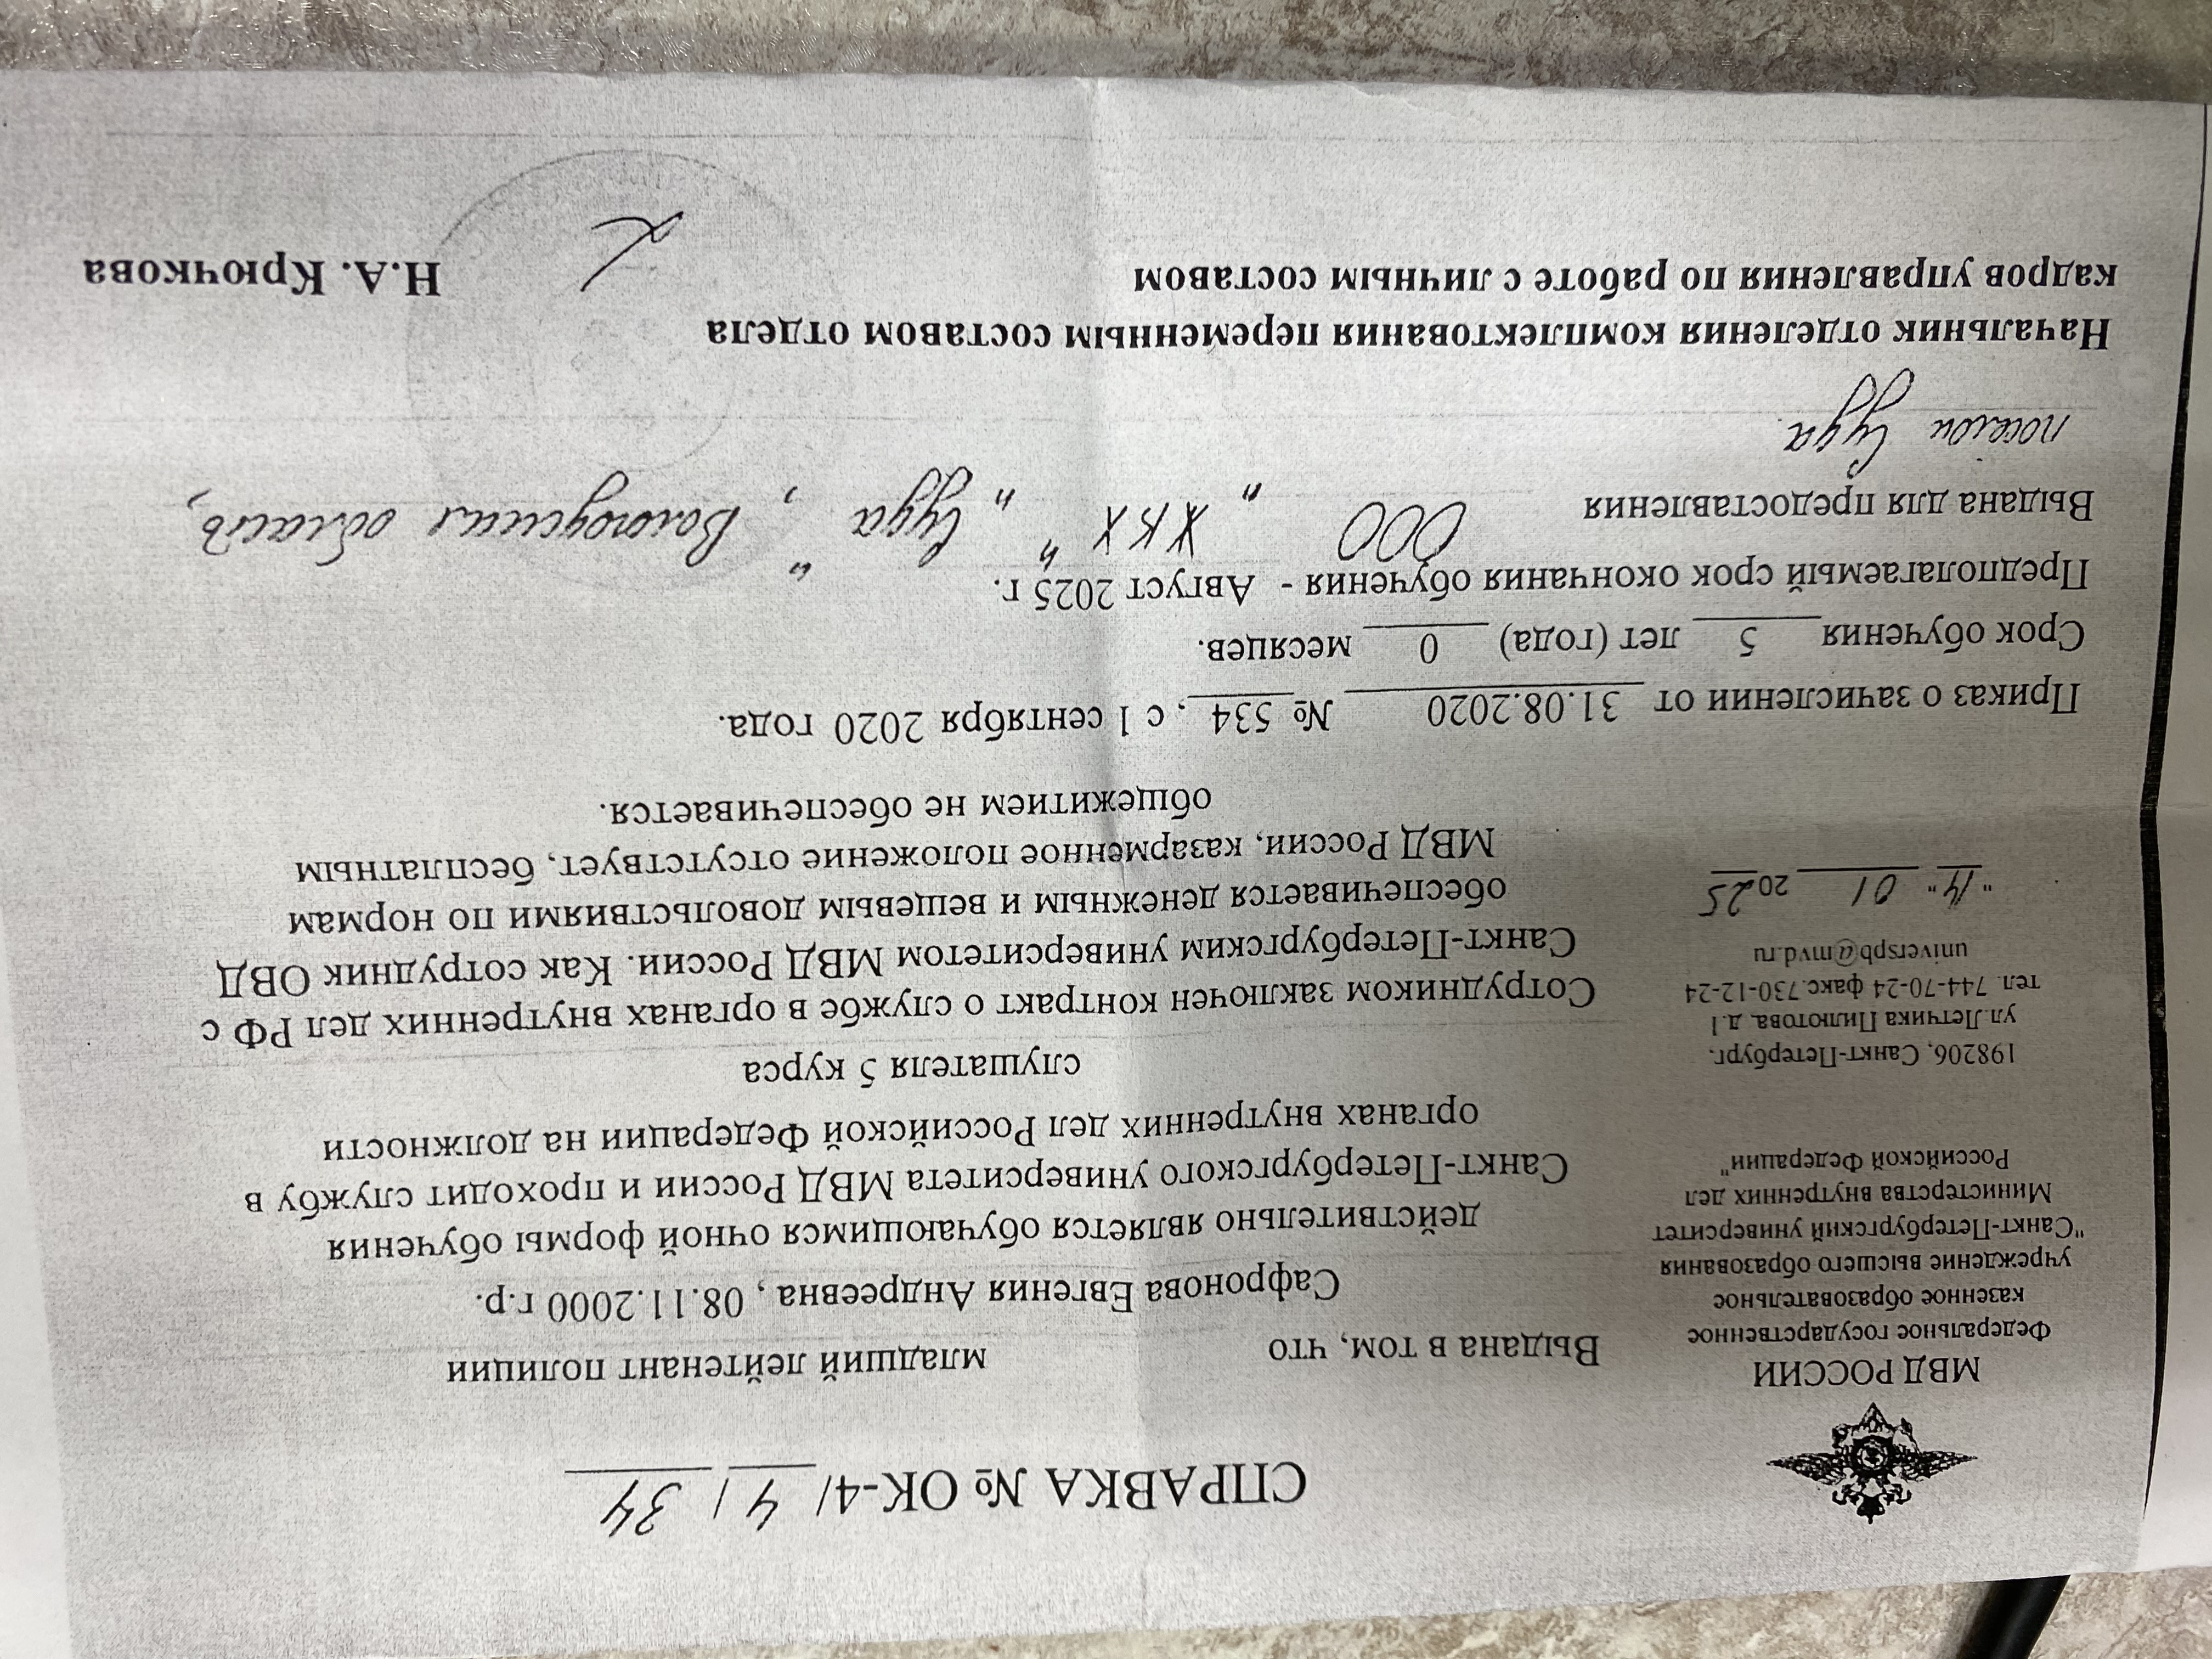 СПРАВКА № ОК-4/ 4 / 34
МВД РОССИИ
Федеральное государственное
казенное образовательное
учреждение высшего образования
"Санкт-Петербургский университет
Министерства внутренних дел
Российской Федерации"
198206, Санкт-Петербург,
ул.Летчика Пилютова, д.1
тел. 744-70-24 факс.730-12-24
universpb@mvd.ru
"14" 01 2025
Выдана в том, что младший лейтенант полиции
Сафронова Евгения Андреевна , 08.11.2000 г.р.
действительно является обучающимся очной формы обучения
Санкт-Петербургского университета МВД России и проходит службу в
органах внутренних дел Российской Федерации на должности
слушателя 5 курса
Сотрудником заключен контракт о службе в органах внутренних дел РФ с
Санкт-Петербургским университетом МВД России. Как сотрудник ОВД
обеспечивается денежным и вещевым довольствиями по нормам
МВД России, казарменное положение отсутствует, бесплатным
общежитием не обеспечивается.
Приказ о зачислении от 31.08.2020 № 534 , с 1 сентября 2020 года.
Срок обучения 5 лет (года) 0 месяцев.
Предполагаемый срок окончания обучения - Август 2025 г.
Выдана для предоставления ООО "ЖКХ" "Суда", Вологодская область,
поселок Суда.
Начальник отделения комплектования переменным составом отдела
кадров управления по работе с личным составом Н.А. Крючкова